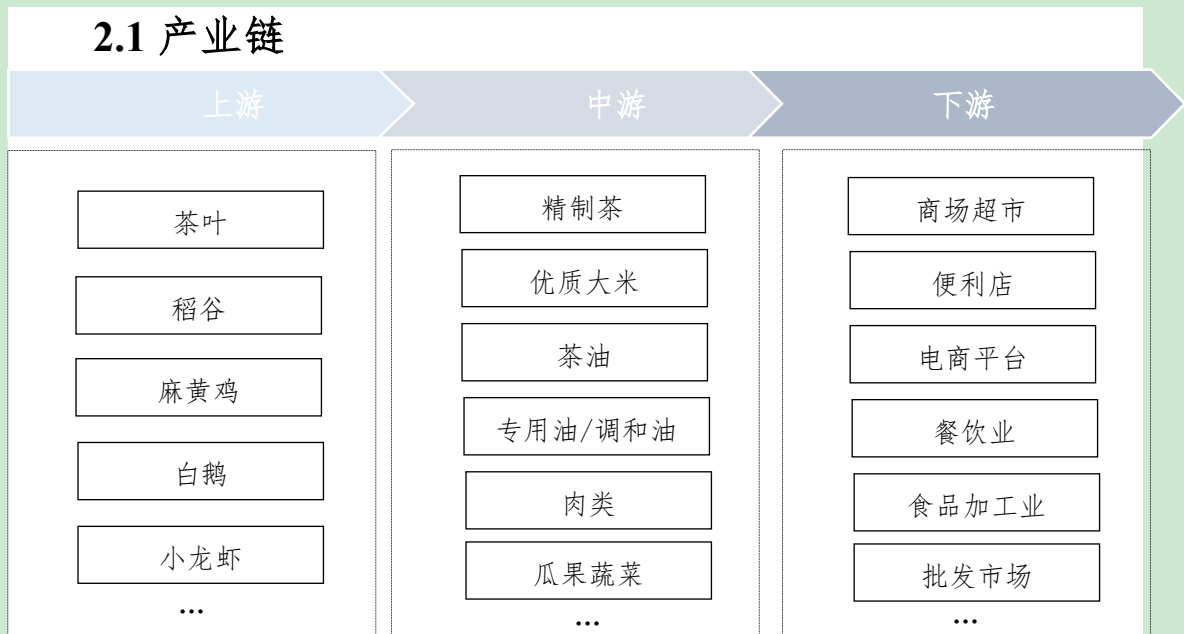 2.1 产业链
上游
中游
下游
茶叶
稻谷
麻黄鸡
白鹅
小龙虾
...
精制茶
优质大米
茶油
专用油/调和油
肉类
瓜果蔬菜
...
商场超市
便利店
电商平台
餐饮业
食品加工业
批发市场
...